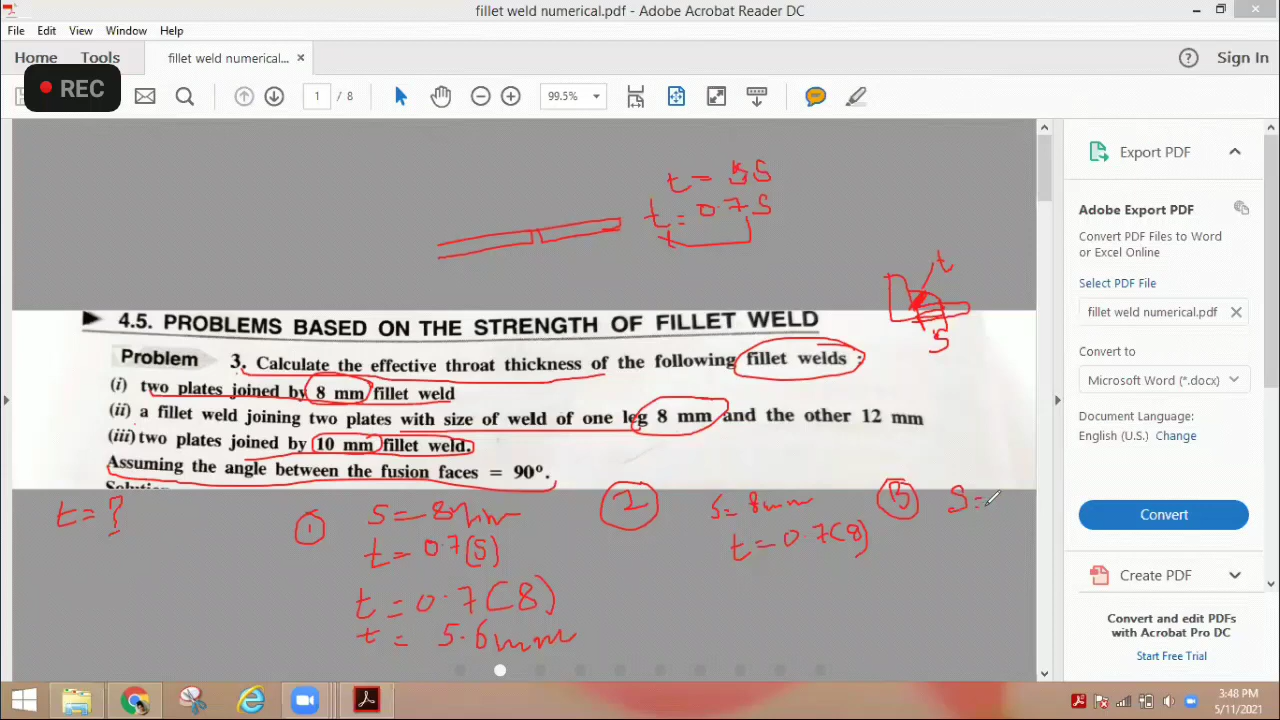 fillet weld numerical.pdf - Adobe Acrobat Reader DC
File Edit View Window Help
Home Tools fillet weld numerical... × Sign In
REC
1 / 8 99.5%
t = 5S
t = 0.7S
t
t
S
4.5. PROBLEMS BASED ON THE STRENGTH OF FILLET WELD
Problem 3. Calculate the effective throat thickness of the following fillet welds :
(i) two plates joined by 8 mm fillet weld
(ii) a fillet weld joining two plates with size of weld of one leg 8 mm and the other 12 mm
(iii) two plates joined by 10 mm fillet weld.
Assuming the angle between the fusion faces = 90°.
Solution
t = ?
1 S = 8mm
t = 0.7(S)
t = 0.7(8)
t = 5.6mm
2 S = 8mm
t = 0.7(8)
3 S =
Export PDF
Adobe Export PDF
Convert PDF Files to Word
or Excel Online
Select PDF File
fillet weld numerical.pdf ×
Convert to
Microsoft Word (*.docx)
Document Language:
English (U.S.) Change
Convert
Create PDF
Convert and edit PDFs
with Acrobat Pro DC
Start Free Trial
3:48 PM
5/11/2021